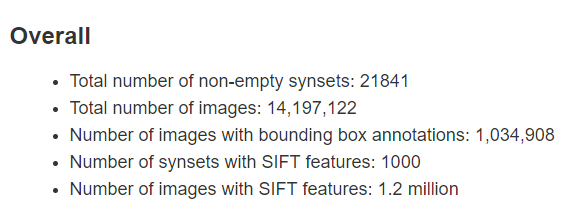 Overall
• Total number of non-empty synsets: 21841
• Total number of images: 14,197,122
• Number of images with bounding box annotations: 1,034,908
• Number of synsets with SIFT features: 1000
• Number of images with SIFT features: 1.2 million